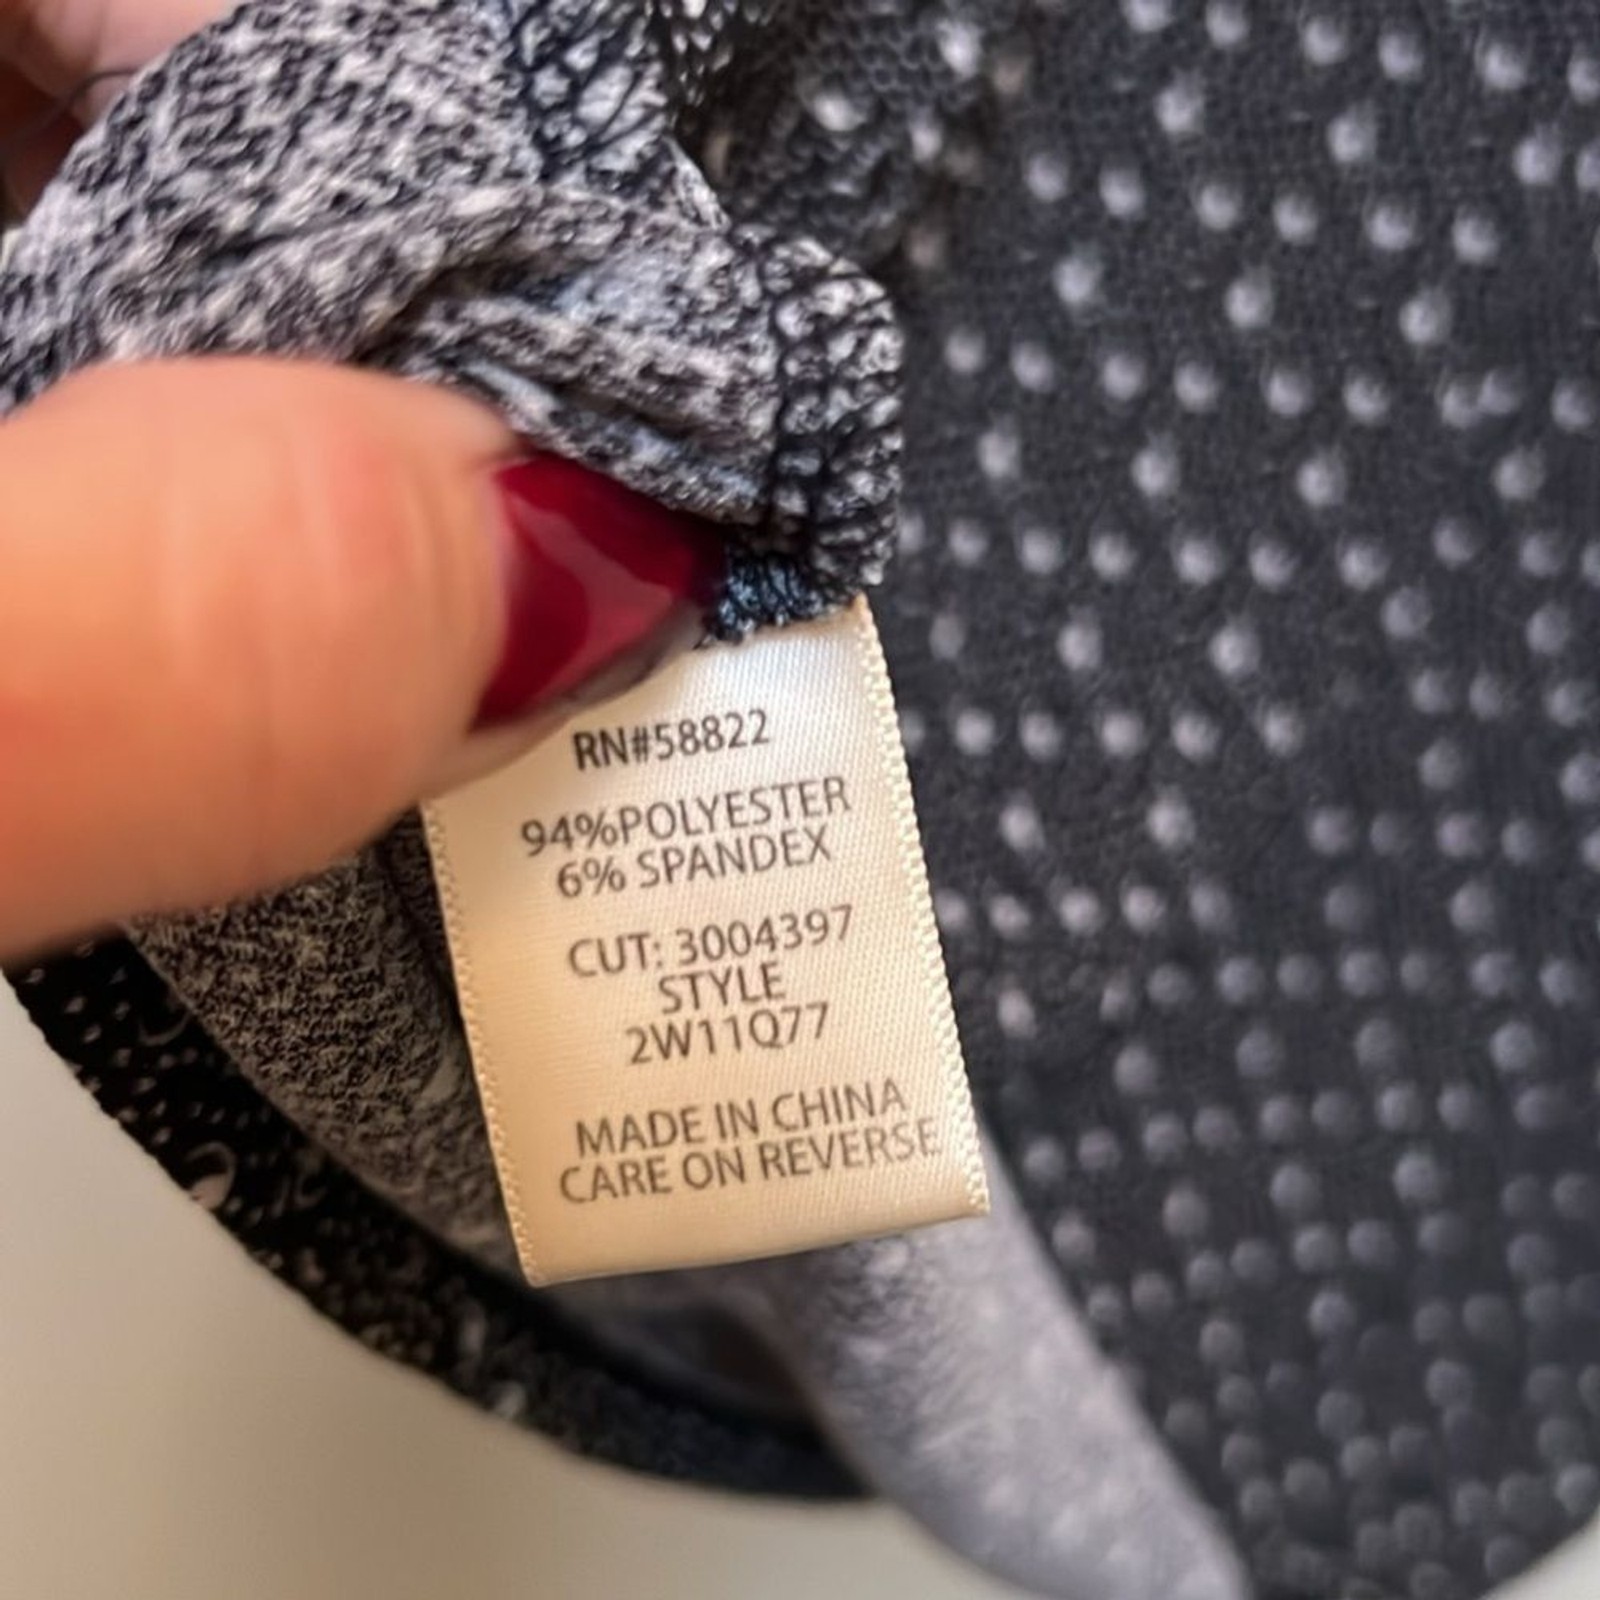 RN#58822
94%POLYESTER
6% SPANDEX
CUT: 3004397
STYLE
2W11Q77
MADE IN CHINA
CARE ON REVERSE